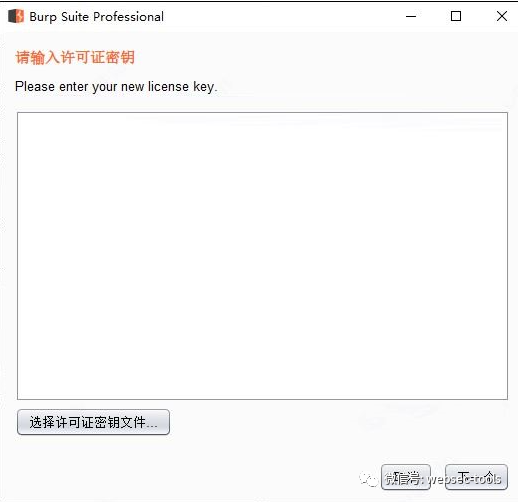 Burp Suite Professional
请输入许可证密钥
Please enter your new license key.
选择许可证密钥文件...
取消
下一个
微信号: websec-tools